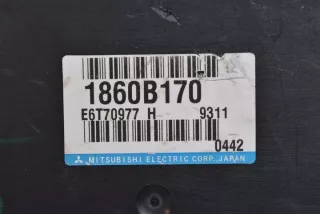 1860B170
E6T70977 H 9311
0442
MITSUBISHI ELECTRIC CORP. JAPAN